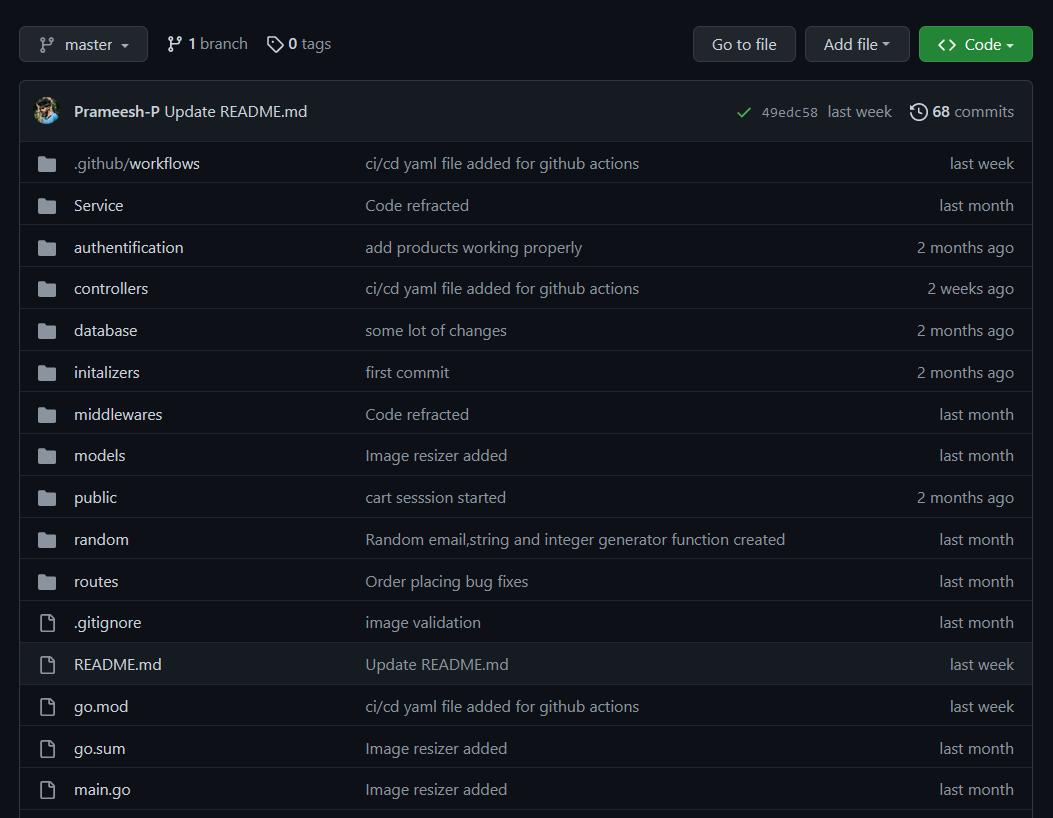 master 1 branch 0 tags Go to file Add file Code
Prameesh-P Update README.md 49edc58 last week 68 commits
.github/workflows ci/cd yaml file added for github actions last week
Service Code refracted last month
authentification add products working properly 2 months ago
controllers ci/cd yaml file added for github actions 2 weeks ago
database some lot of changes 2 months ago
initalizers first commit 2 months ago
middlewares Code refracted last month
models Image resizer added last month
public cart sesssion started 2 months ago
random Random email,string and integer generator function created last month
routes Order placing bug fixes last month
.gitignore image validation last month
README.md Update README.md last week
go.mod ci/cd yaml file added for github actions last week
go.sum Image resizer added last month
main.go Image resizer added last month